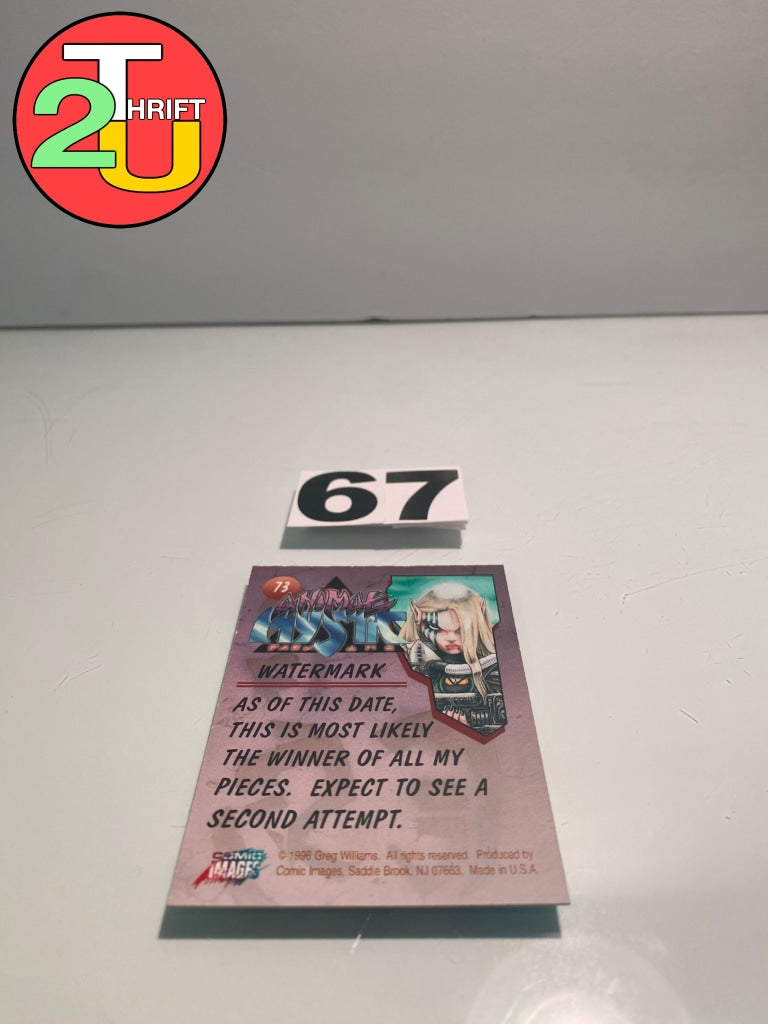 2 T HRIFT U
67
73
WATERMARK
AS OF THIS DATE,
THIS IS MOST LIKELY
THE WINNER OF ALL MY
PIECES. EXPECT TO SEE A
SECOND ATTEMPT.
COMIC
IMAGES
© 1996 Greg Williams. All rights reserved. Produced by
Comic Images, Saddle Brook, NJ 07663. Made in U.S.A.